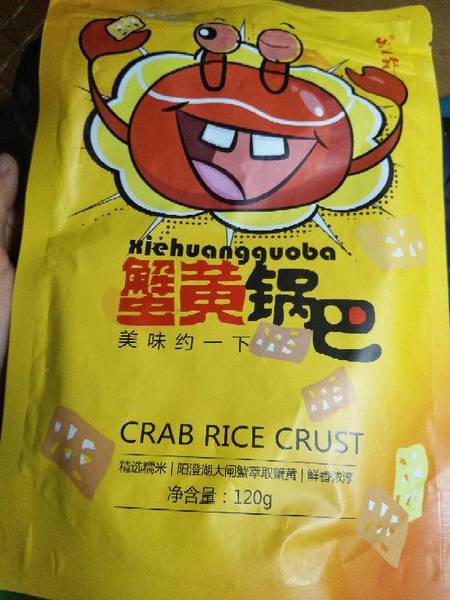 xiehuangguoba
蟹黄锅巴
美味约一下
CRAB RICE CRUST
精选糯米 | 阳澄湖大闸蟹萃取蟹黄 | 鲜香浓淳
净含量：120g